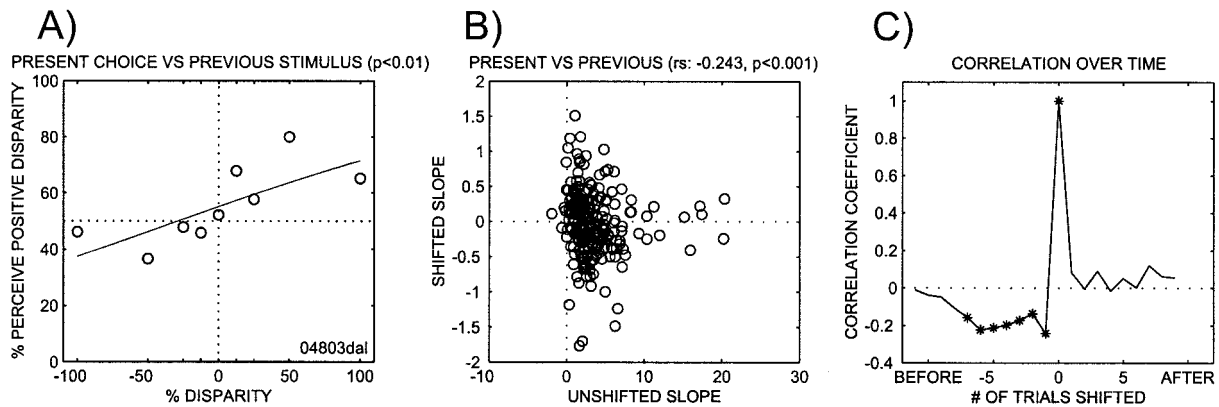 A)
PRESENT CHOICE VS PREVIOUS STIMULUS (p<0.01)
% PERCEIVE POSITIVE DISPARITY
100
80
60
40
20
0
04803dal
-100 -50 0 50 100
% DISPARITY
B)
PRESENT VS PREVIOUS (rs: -0.243, p<0.001)
SHIFTED SLOPE
2
1.5
1
0.5
0
-0.5
-1
-1.5
-2
-10 0 10 20 30
UNSHIFTED SLOPE
C)
CORRELATION OVER TIME
CORRELATION COEFFICIENT
1
0.8
0.6
0.4
0.2
0
-0.2
-0.4
BEFORE -5 0 5 AFTER
# OF TRIALS SHIFTED